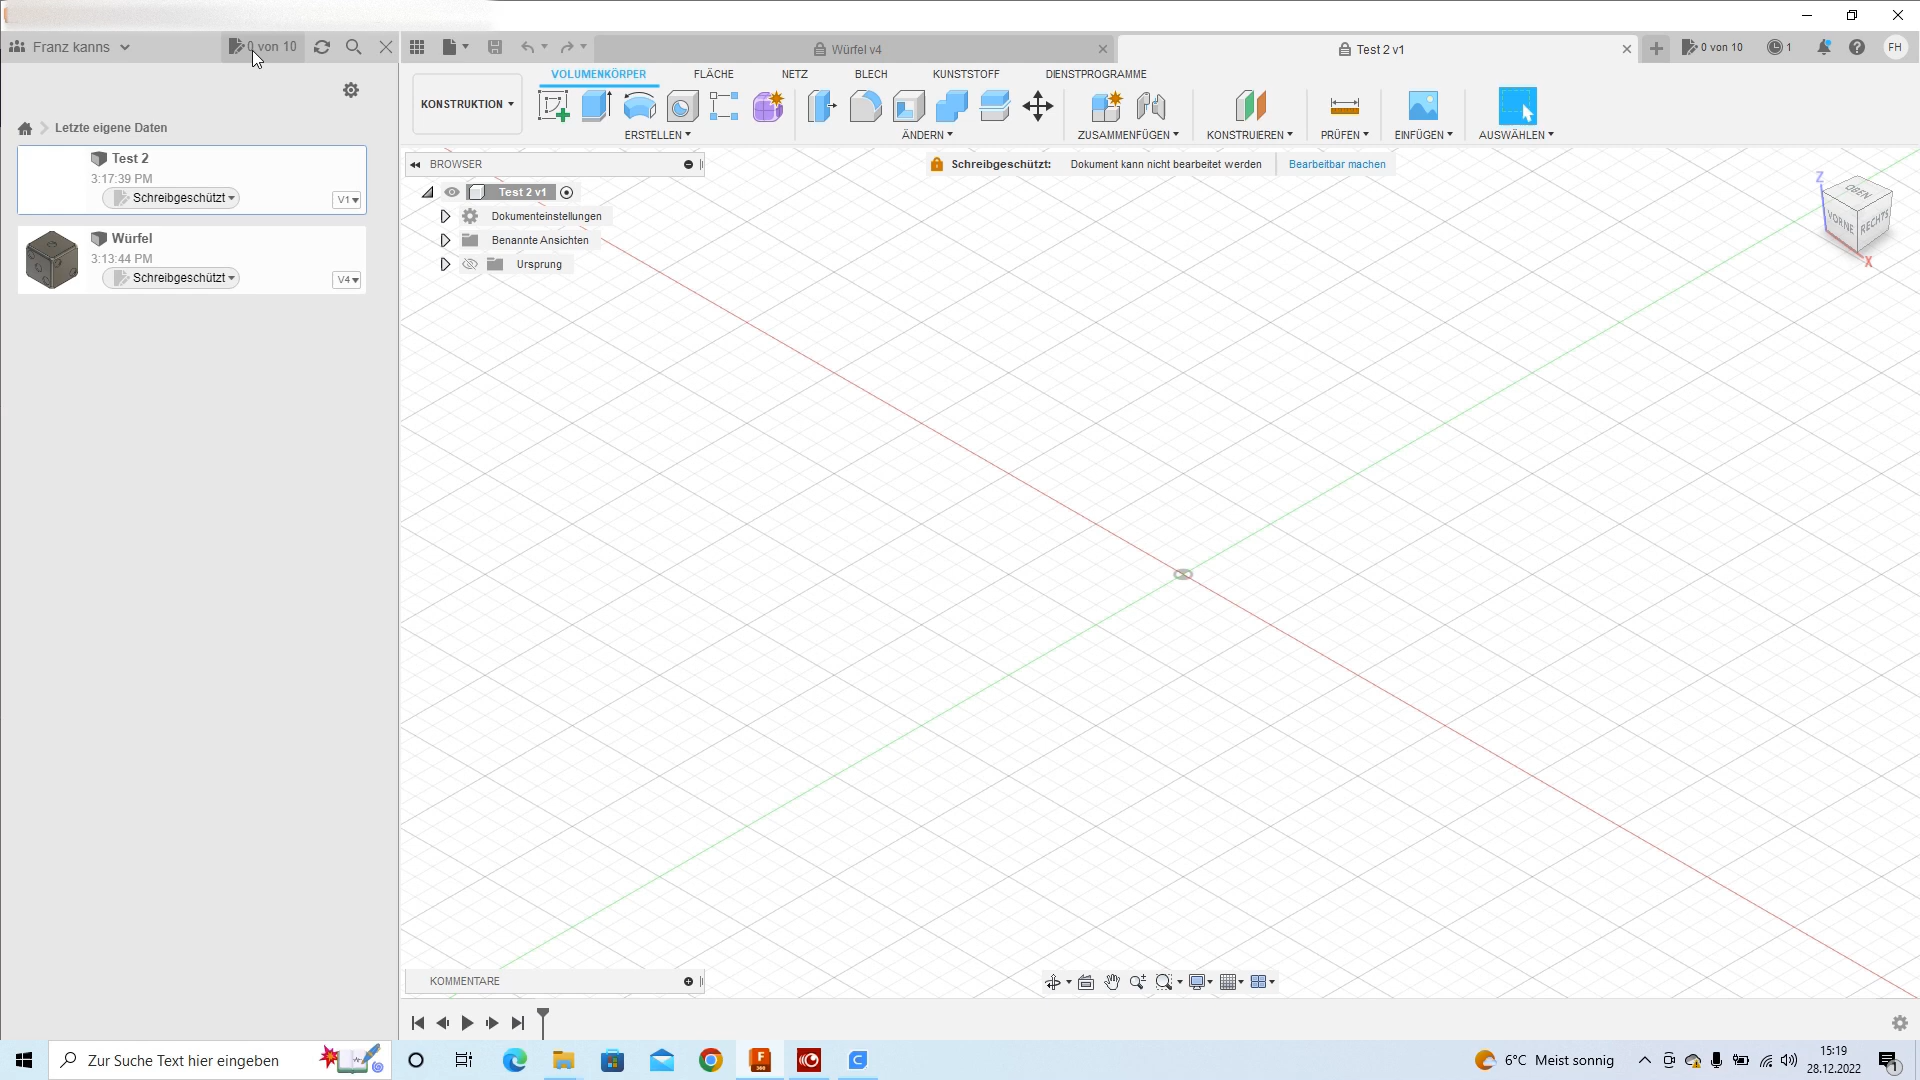 Franz kanns
0 von 10
Würfel v4
Test 2 v1
0 von 10
1
FH
KONSTRUKTION
VOLUMENKÖRPER
FLÄCHE
NETZ
BLECH
KUNSTSTOFF
DIENSTPROGRAMME
ERSTELLEN
ÄNDERN
ZUSAMMENFÜGEN
KONSTRUIEREN
PRÜFEN
EINFÜGEN
AUSWÄHLEN
Letzte eigene Daten
Test 2
3:17:39 PM
Schreibgeschützt
V1
Würfel
3:13:44 PM
Schreibgeschützt
V4
BROWSER
Test 2 v1
Dokumenteinstellungen
Benannte Ansichten
Ursprung
Schreibgeschützt: Dokument kann nicht bearbeitet werden Bearbeitbar machen
Z
OBEN
VORNE
RECHTS
X
KOMMENTARE
Zur Suche Text hier eingeben
6°C Meist sonnig
15:19
28.12.2022
1